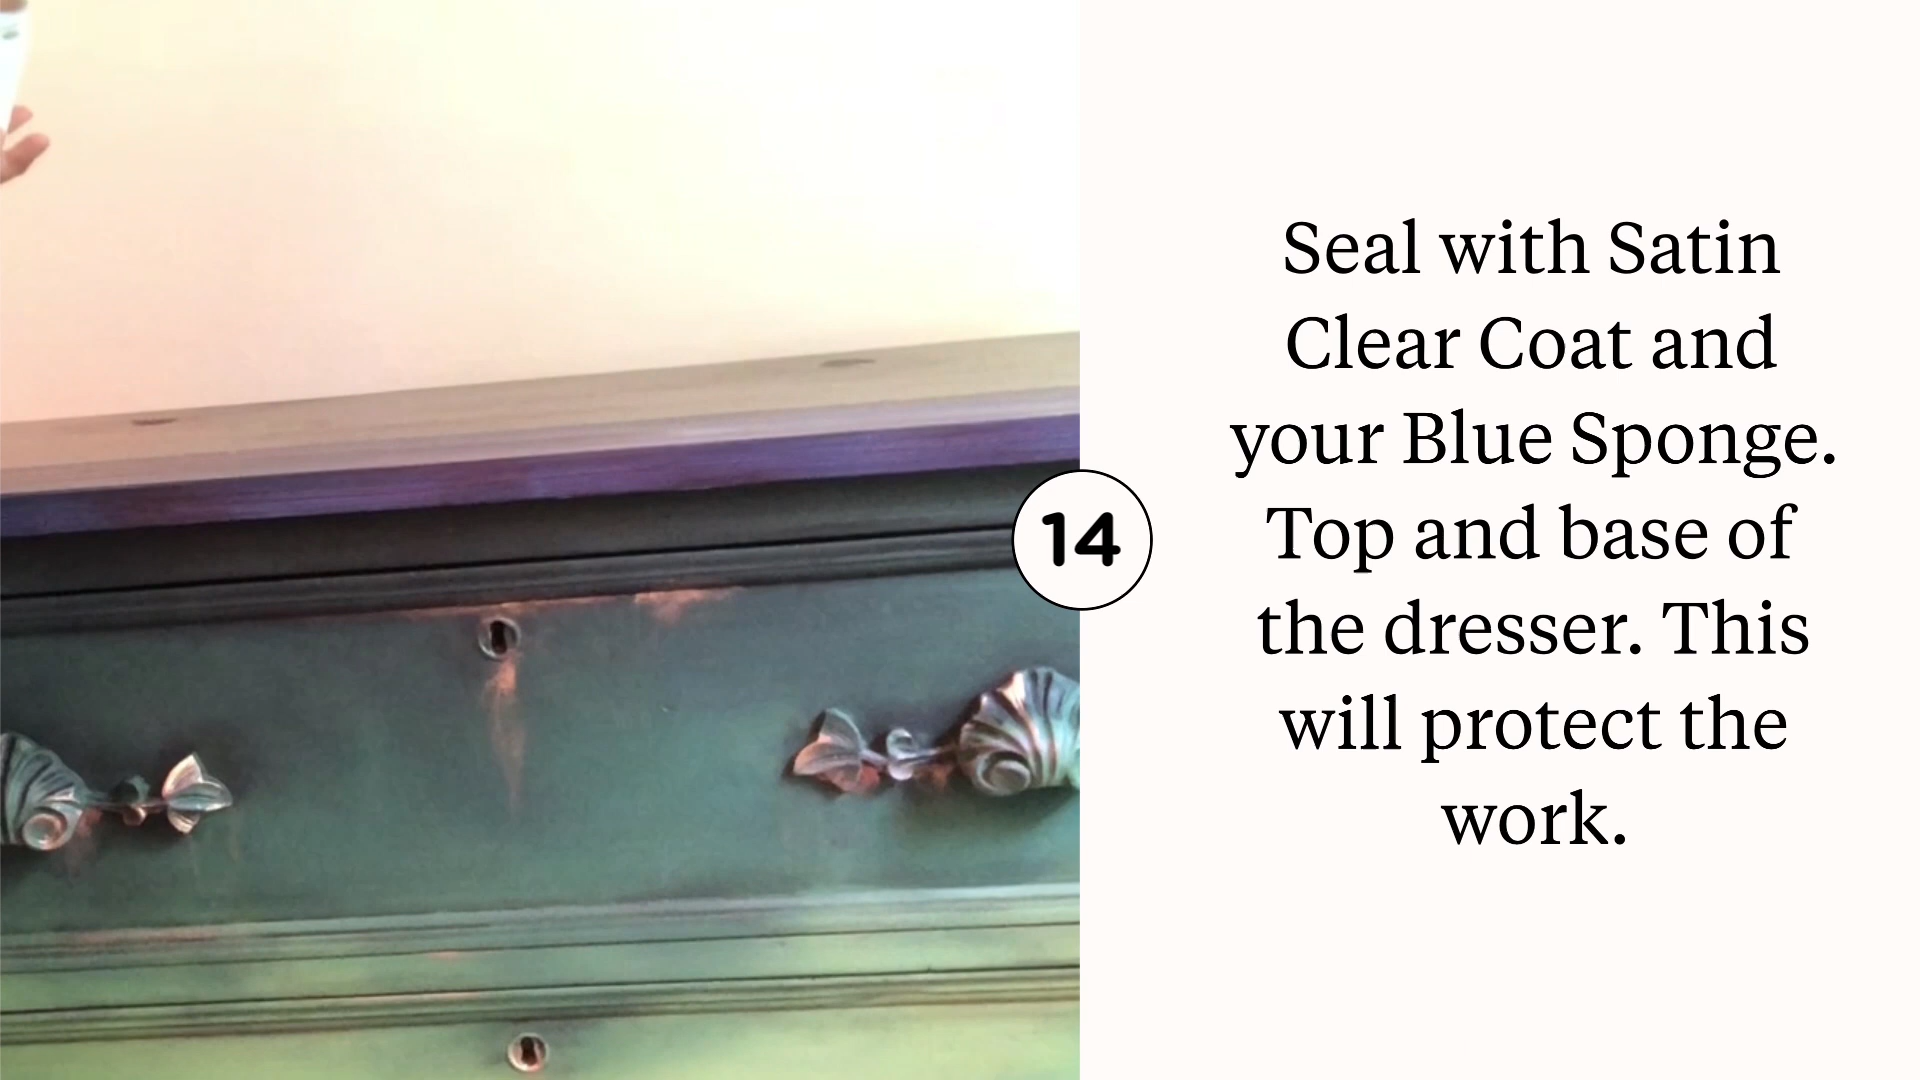 14
Seal with Satin
Clear Coat and
your Blue Sponge.
Top and base of
the dresser. This
will protect the
work.